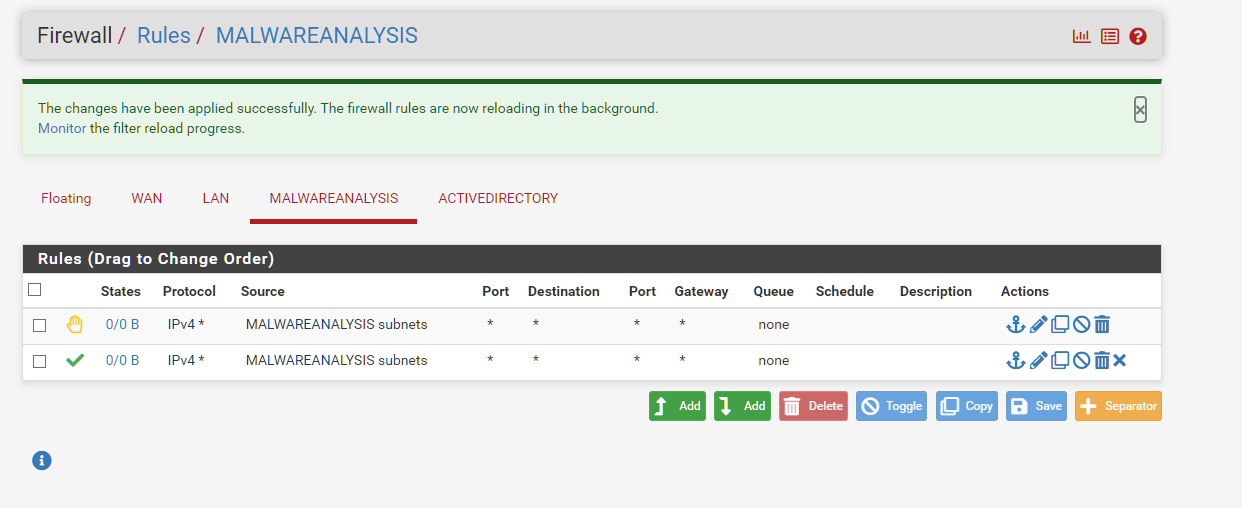 Firewall / Rules / MALWAREANALYSIS
The changes have been applied successfully. The firewall rules are now reloading in the background.
Monitor the filter reload progress.
Floating WAN LAN MALWAREANALYSIS ACTIVEDIRECTORY
Rules (Drag to Change Order)
States Protocol Source Port Destination Port Gateway Queue Schedule Description Actions
0/0 B IPv4 * MALWAREANALYSIS subnets * * * * none
0/0 B IPv4 * MALWAREANALYSIS subnets * * * * none
Add Add Delete Toggle Copy Save Separator